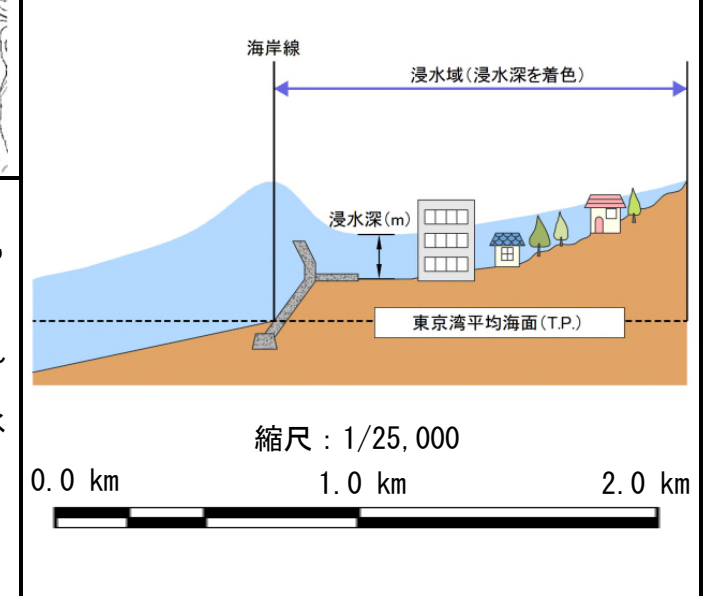 海岸線
浸水域(浸水深を着色)
浸水深(m)
東京湾平均海面(T.P.)
縮尺:1/25,000
0.0 km 1.0 km 2.0 km